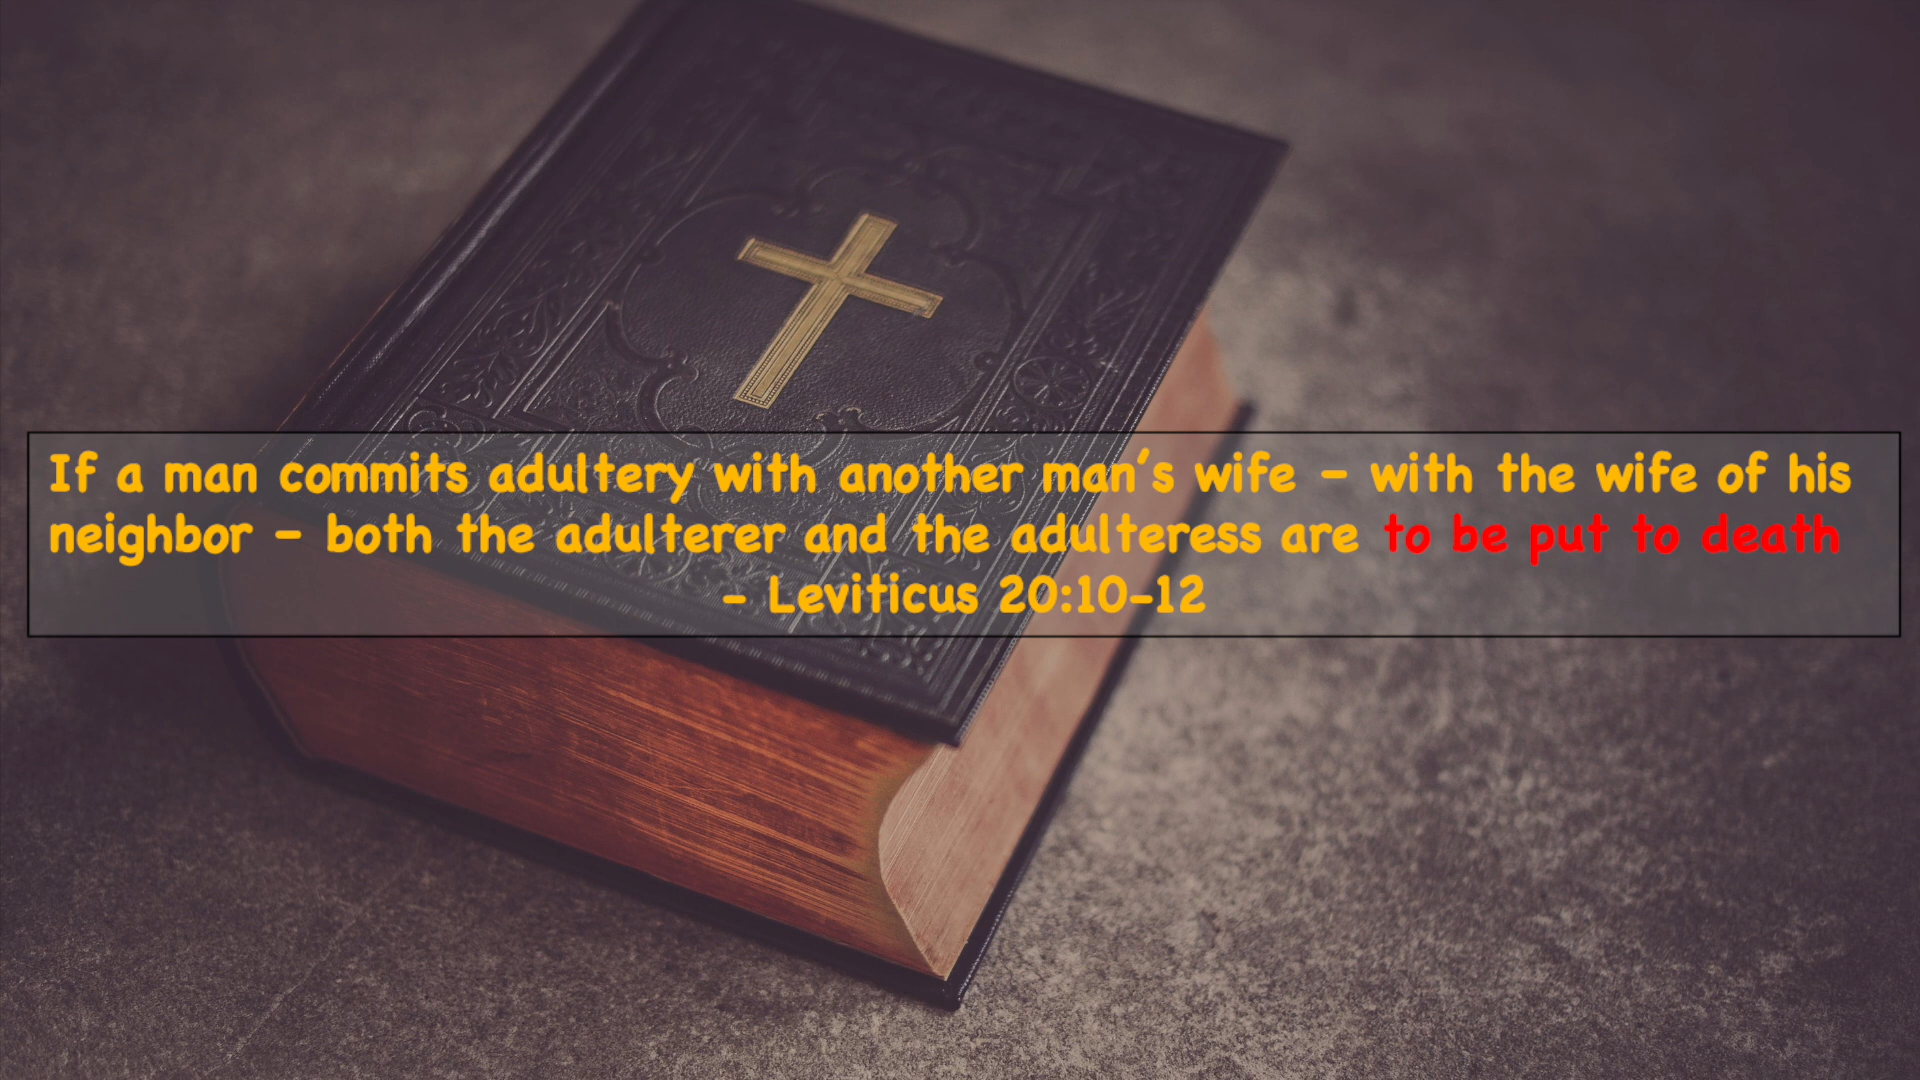 If a man commits adultery with another man's wife – with the wife of his
neighbor – both the adulterer and the adulteress are to be put to death
- Leviticus 20:10-12